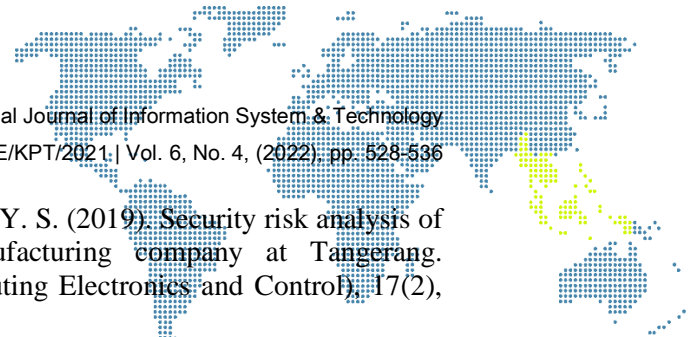 al Journal of Information System & Technology
E/KPT/2021 | Vol. 6, No. 4, (2022), pp. 528-536
Y. S. (2019). Security risk analysis of
ufacturing company at Tangerang.
uting Electronics and Control), 17(2),